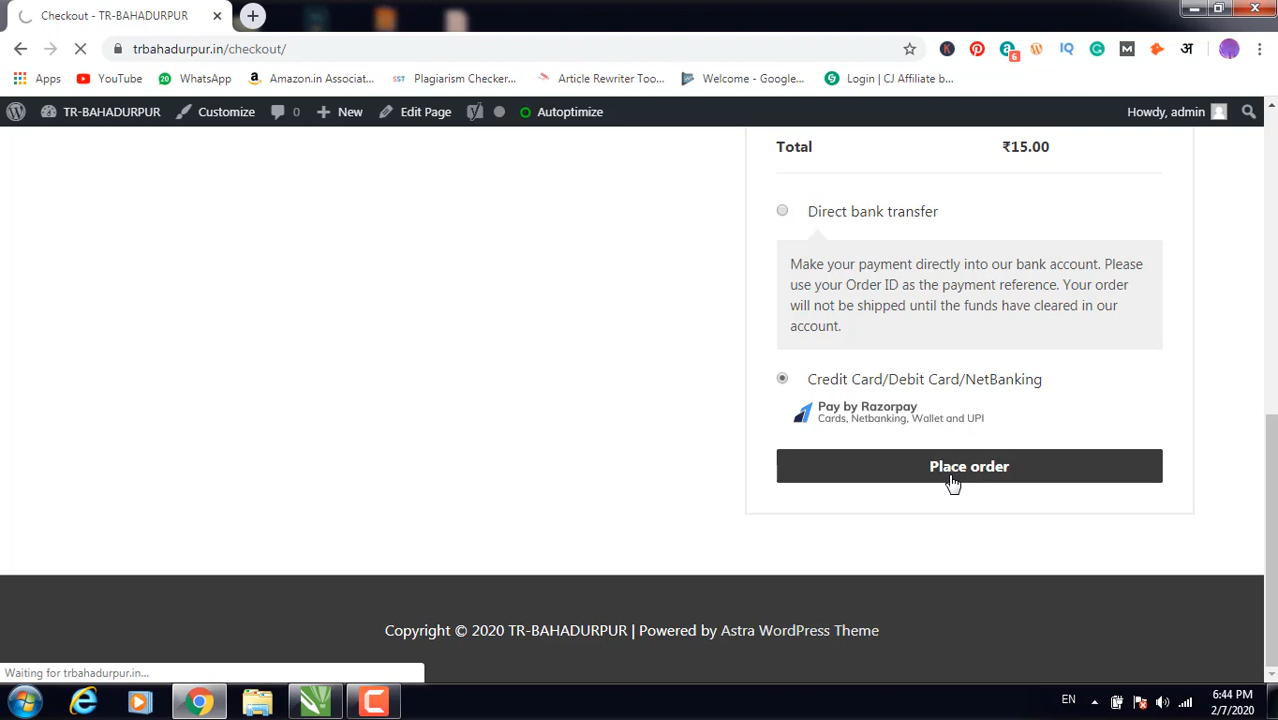 Checkout - TR-BAHADURPUR
trbahadurpur.in/checkout/
K
6
IQ
G
M
अ
Apps
YouTube
20
WhatsApp
Amazon.in Associat...
SST
Plagiarism Checker...
Article Rewriter Too...
Welcome - Google...
Login | CJ Affiliate b...
TR-BAHADURPUR
Customize
0
New
Edit Page
Autoptimize
Howdy, admin
Total ₹15.00
Direct bank transfer
Make your payment directly into our bank account. Please
use your Order ID as the payment reference. Your order
will not be shipped until the funds have cleared in our
account.
Credit Card/Debit Card/NetBanking
Pay by Razorpay
Cards, Netbanking, Wallet and UPI
Place order
Copyright © 2020 TR-BAHADURPUR | Powered by Astra WordPress Theme
Waiting for trbahadurpur.in...
EN
6:44 PM
2/7/2020